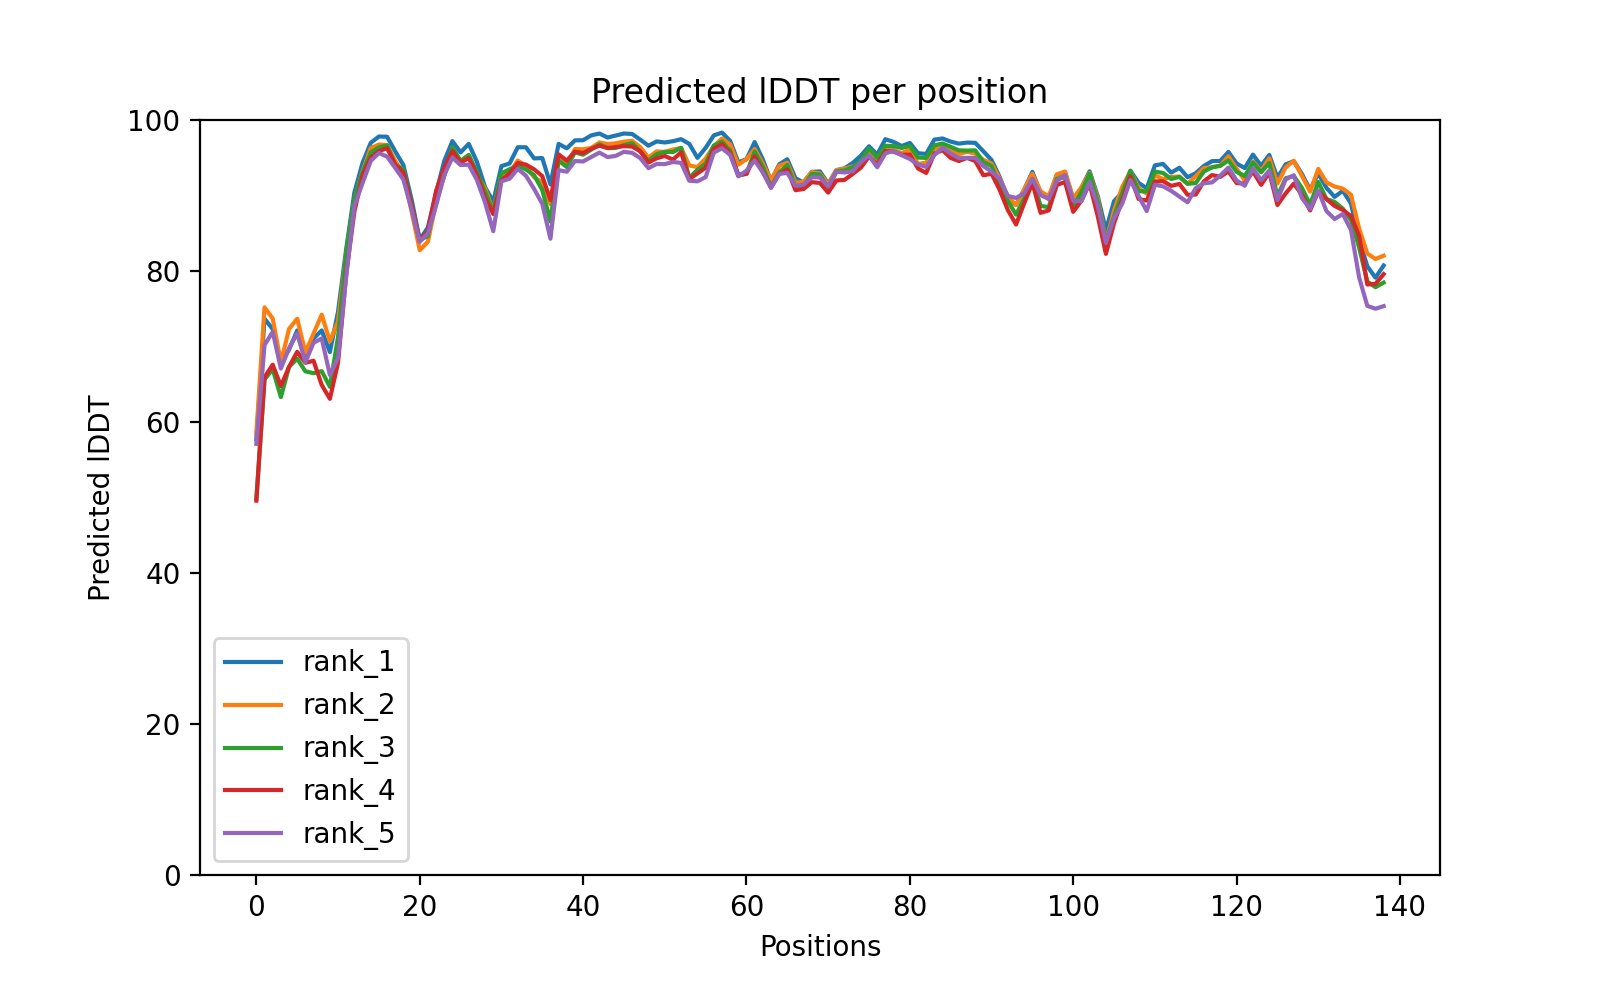 Predicted lDDT per position
100
80
60
40
20
0
Predicted lDDT
rank_1
rank_2
rank_3
rank_4
rank_5
0 20 40 60 80 100 120 140
Positions